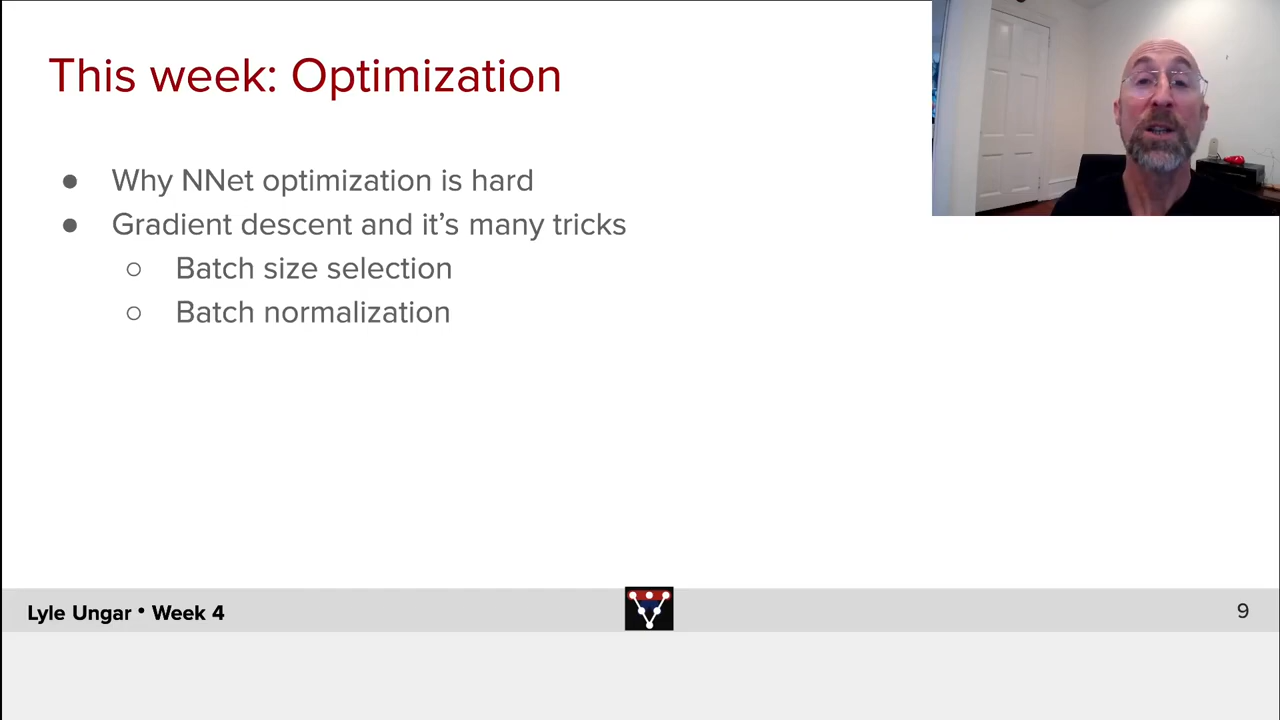 This week: Optimization
● Why NNet optimization is hard
● Gradient descent and it's many tricks
○ Batch size selection
○ Batch normalization
Lyle Ungar • Week 4
9